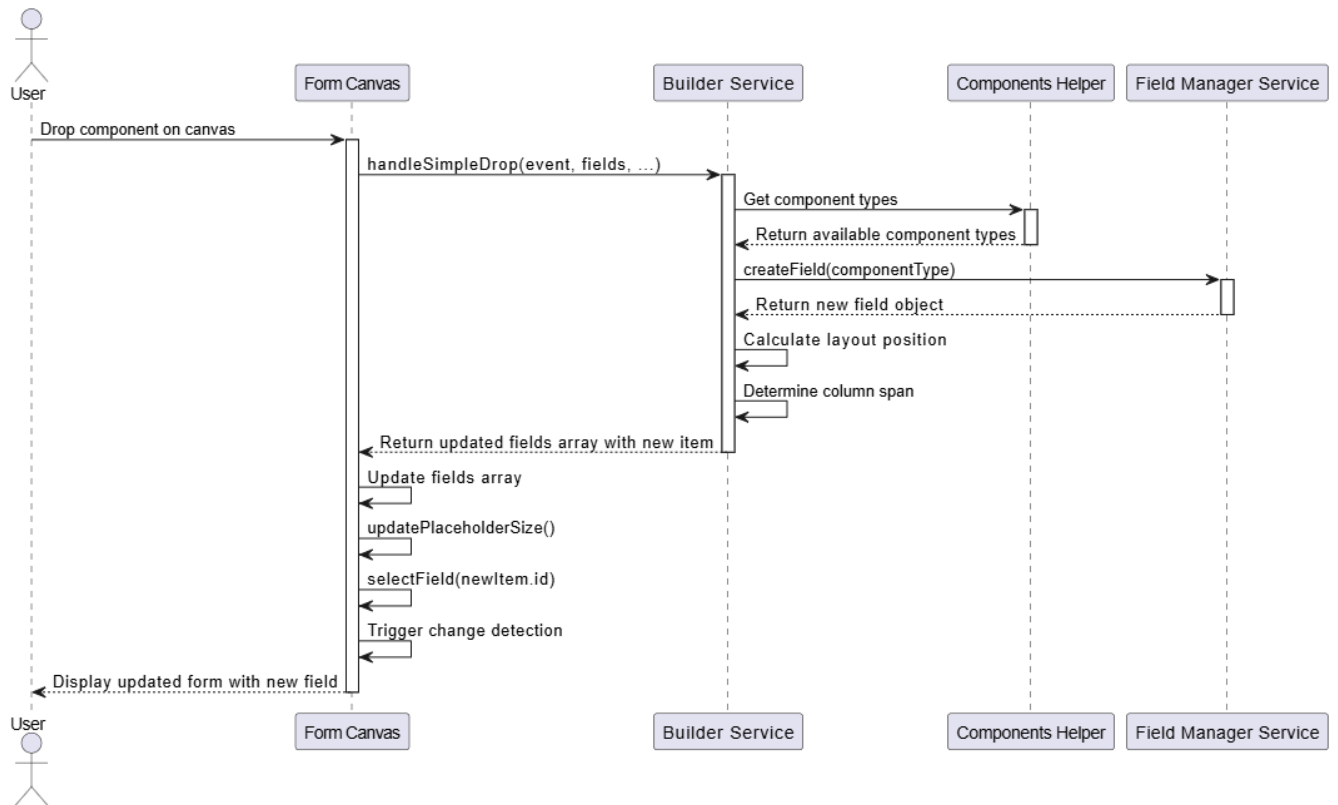 User
Form Canvas
Builder Service
Components Helper
Field Manager Service
Drop component on canvas
handleSimpleDrop(event, fields, ...)
Get component types
Return available component types
createField(componentType)
Return new field object
Calculate layout position
Determine column span
Return updated fields array with new item
Update fields array
updatePlaceholderSize()
selectField(newItem.id)
Trigger change detection
Display updated form with new field
User
Form Canvas
Builder Service
Components Helper
Field Manager Service